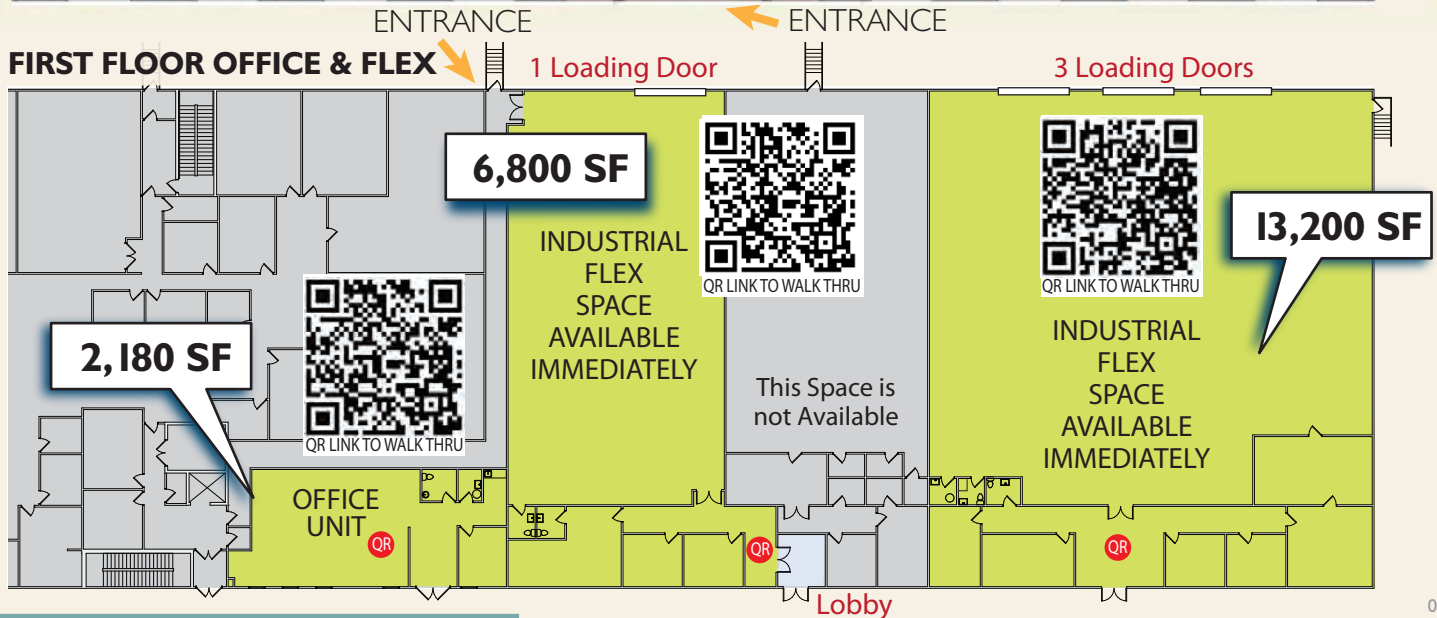 ENTRANCE
ENTRANCE
FIRST FLOOR OFFICE & FLEX
1 Loading Door
3 Loading Doors
6,800 SF
13,200 SF
INDUSTRIAL
FLEX
SPACE
AVAILABLE
IMMEDIATELY
QR LINK TO WALK THRU
QR LINK TO WALK THRU
INDUSTRIAL
FLEX
SPACE
AVAILABLE
IMMEDIATELY
2,180 SF
This Space is
not Available
QR LINK TO WALK THRU
OFFICE
UNIT
QR
QR
QR
Lobby
0